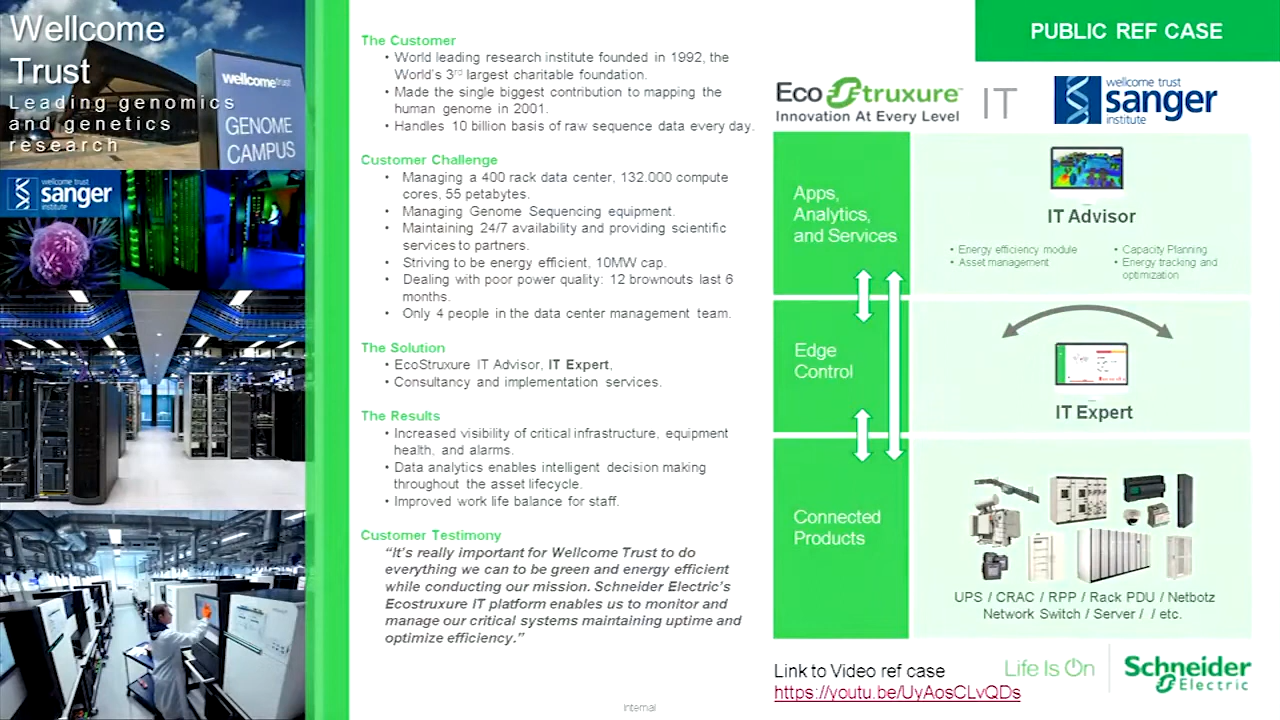 Wellcome
Trust
Leading genomics
and genetics
research
wellcome trust
GENOME
CAMPUS
wellcome trust
sanger
institute
The Customer
• World leading research institute founded in 1992, the
World's 3rd largest charitable foundation.
• Made the single biggest contribution to mapping the
human genome in 2001.
• Handles 10 billion basis of raw sequence data every day.
Customer Challenge
• Managing a 400 rack data center, 132.000 compute
cores, 55 petabytes.
• Managing Genome Sequencing equipment.
• Maintaining 24/7 availability and providing scientific
services to partners.
• Striving to be energy efficient, 10MW cap.
• Dealing with poor power quality: 12 brownouts last 6
months.
• Only 4 people in the data center management team.
The Solution
• EcoStruxure IT Advisor, IT Expert,
• Consultancy and implementation services.
The Results
• Increased visibility of critical infrastructure, equipment
health, and alarms.
• Data analytics enables intelligent decision making
throughout the asset lifecycle.
• Improved work life balance for staff.
Customer Testimony
"It's really important for Wellcome Trust to do
everything we can to be green and energy efficient
while conducting our mission. Schneider Electric's
Ecostruxure IT platform enables us to monitor and
manage our critical systems maintaining uptime and
optimize efficiency."
Internal
PUBLIC REF CASE
EcoStruxure™ IT
Innovation At Every Level
wellcome trust
sanger
institute
Apps,
Analytics,
and Services
IT Advisor
• Energy efficiency module
• Asset management
• Capacity Planning
• Energy tracking and
optimization
Edge
Control
IT Expert
Connected
Products
UPS / CRAC / RPP / Rack PDU / Netbotz
Network Switch / Server / / etc.
Link to Video ref case
https://youtu.be/UyAosCLvQDs
Life Is On
Schneider
Electric